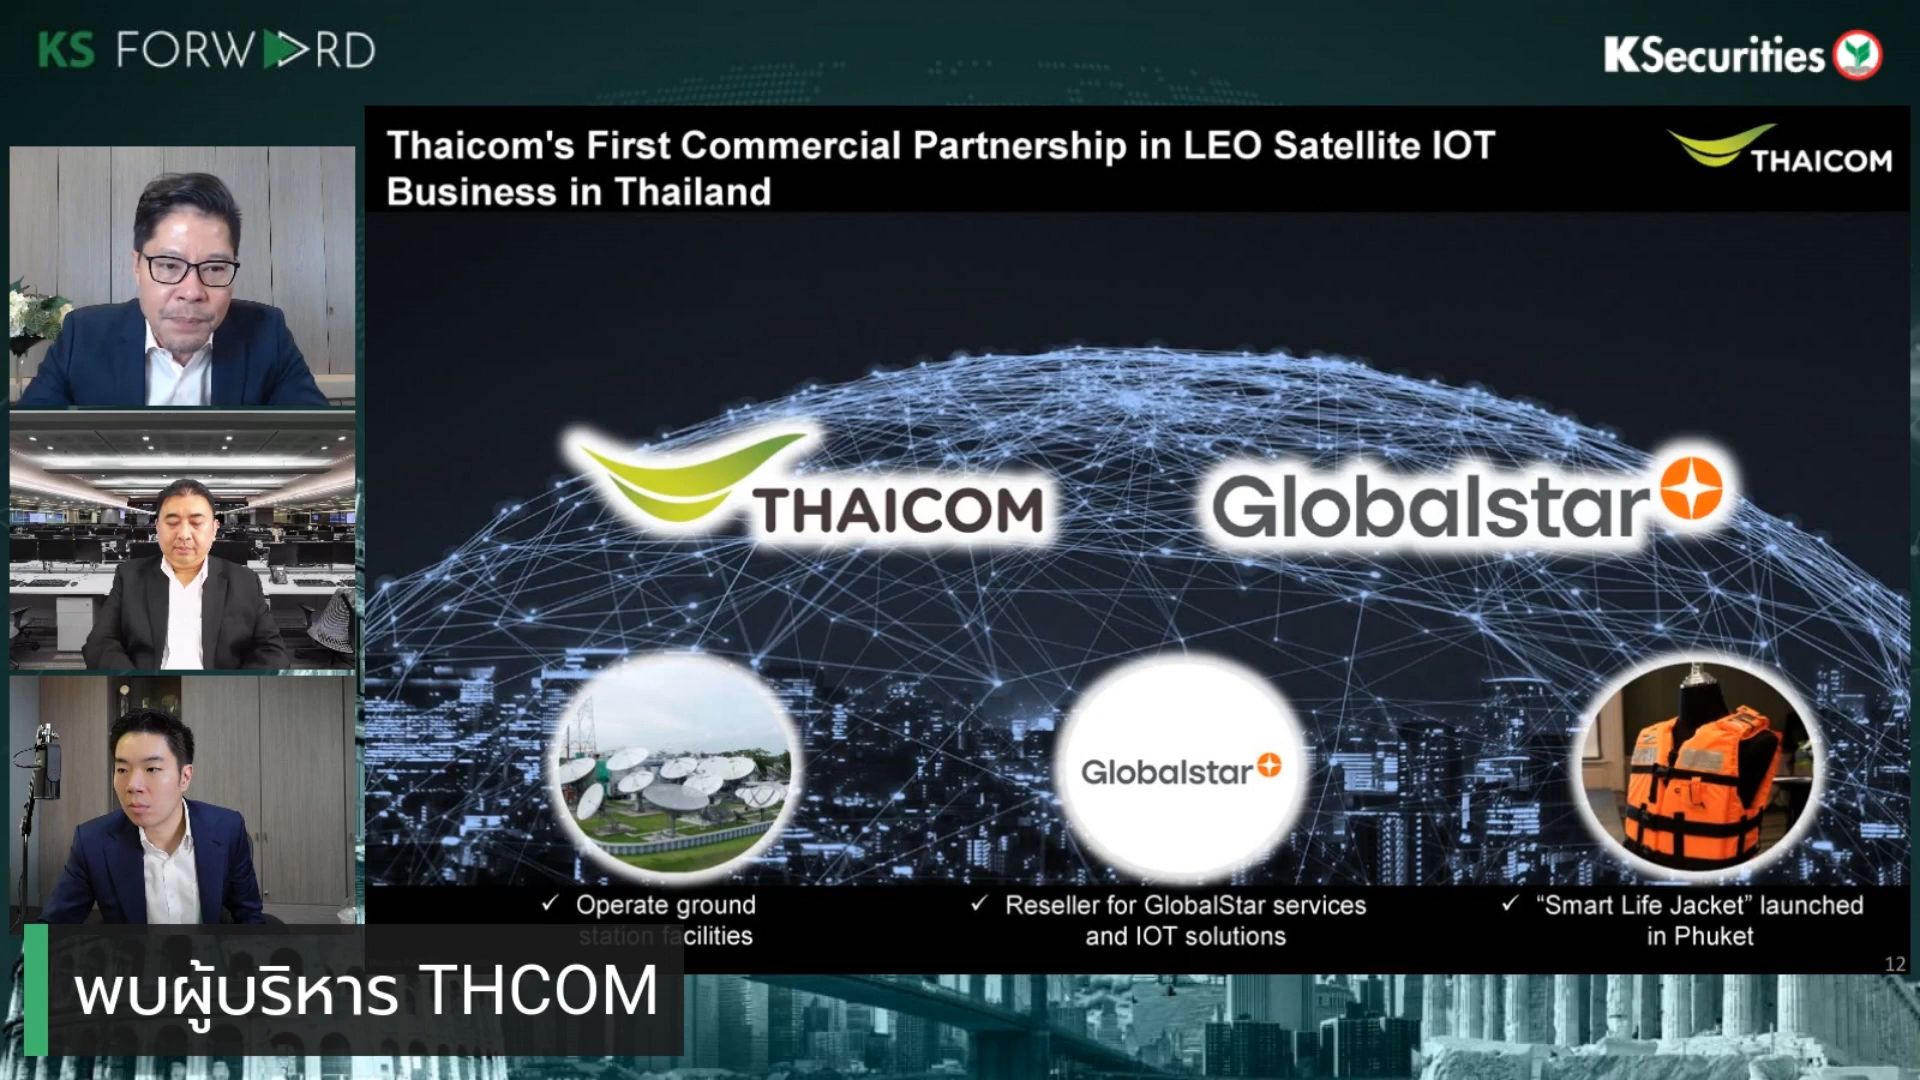 KS FORWARD
KSecurities
Thaicom's First Commercial Partnership in LEO Satellite IOT
Business in Thailand
THAICOM
THAICOM
Globalstar
Globalstar
✓ Operate ground
station facilities
✓ Reseller for GlobalStar services
and IOT solutions
✓ “Smart Life Jacket” launched
in Phuket
12
พบผู้บริหาร THCOM